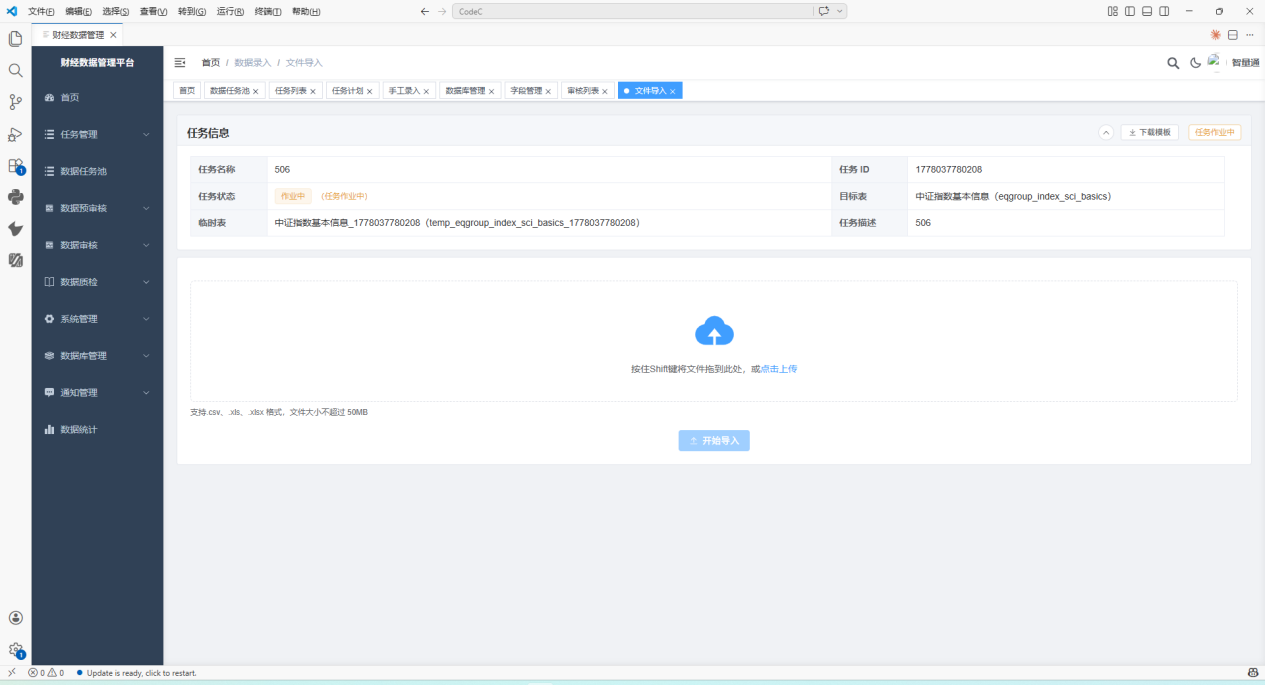 文件(F) 编辑(E) 选择(S) 查看(V) 转到(G) 运行(R) 终端(T) 帮助(H) CodeC
财经数据管理
财经数据管理平台
首页
任务管理
数据任务池
数据预审核
数据审核
数据质检
系统管理
数据库管理
通知管理
数据统计
首页 / 数据录入 / 文件导入 智量通
首页 数据任务池 任务列表 任务计划 手工录入 数据库管理 字段管理 审核列表 文件导入
任务信息 下载模板 任务作业中
任务名称 506 任务 ID 1778037780208
任务状态 作业中 (任务作业中) 目标表 中证指数基本信息(eqgroup_index_sci_basics)
临时表 中证指数基本信息_1778037780208(temp_eqgroup_index_sci_basics_1778037780208) 任务描述 506
按住Shift键将文件拖到此处，或点击上传
支持.csv、.xls、.xlsx 格式，文件大小不超过 50MB
开始导入
1
1
0 0 Update is ready, click to restart.